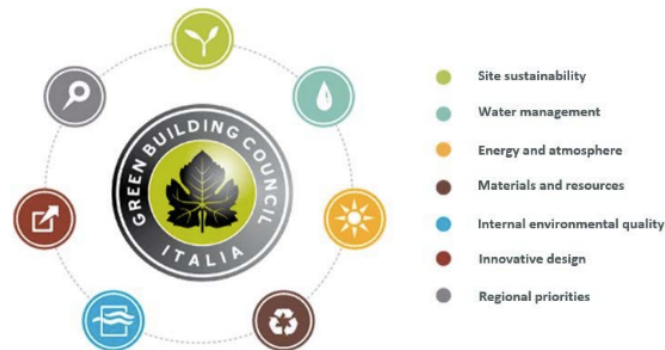 GREEN BUILDING COUNCIL
ITALIA
Site sustainability
Water management
Energy and atmosphere
Materials and resources
Internal environmental quality
Innovative design
Regional priorities